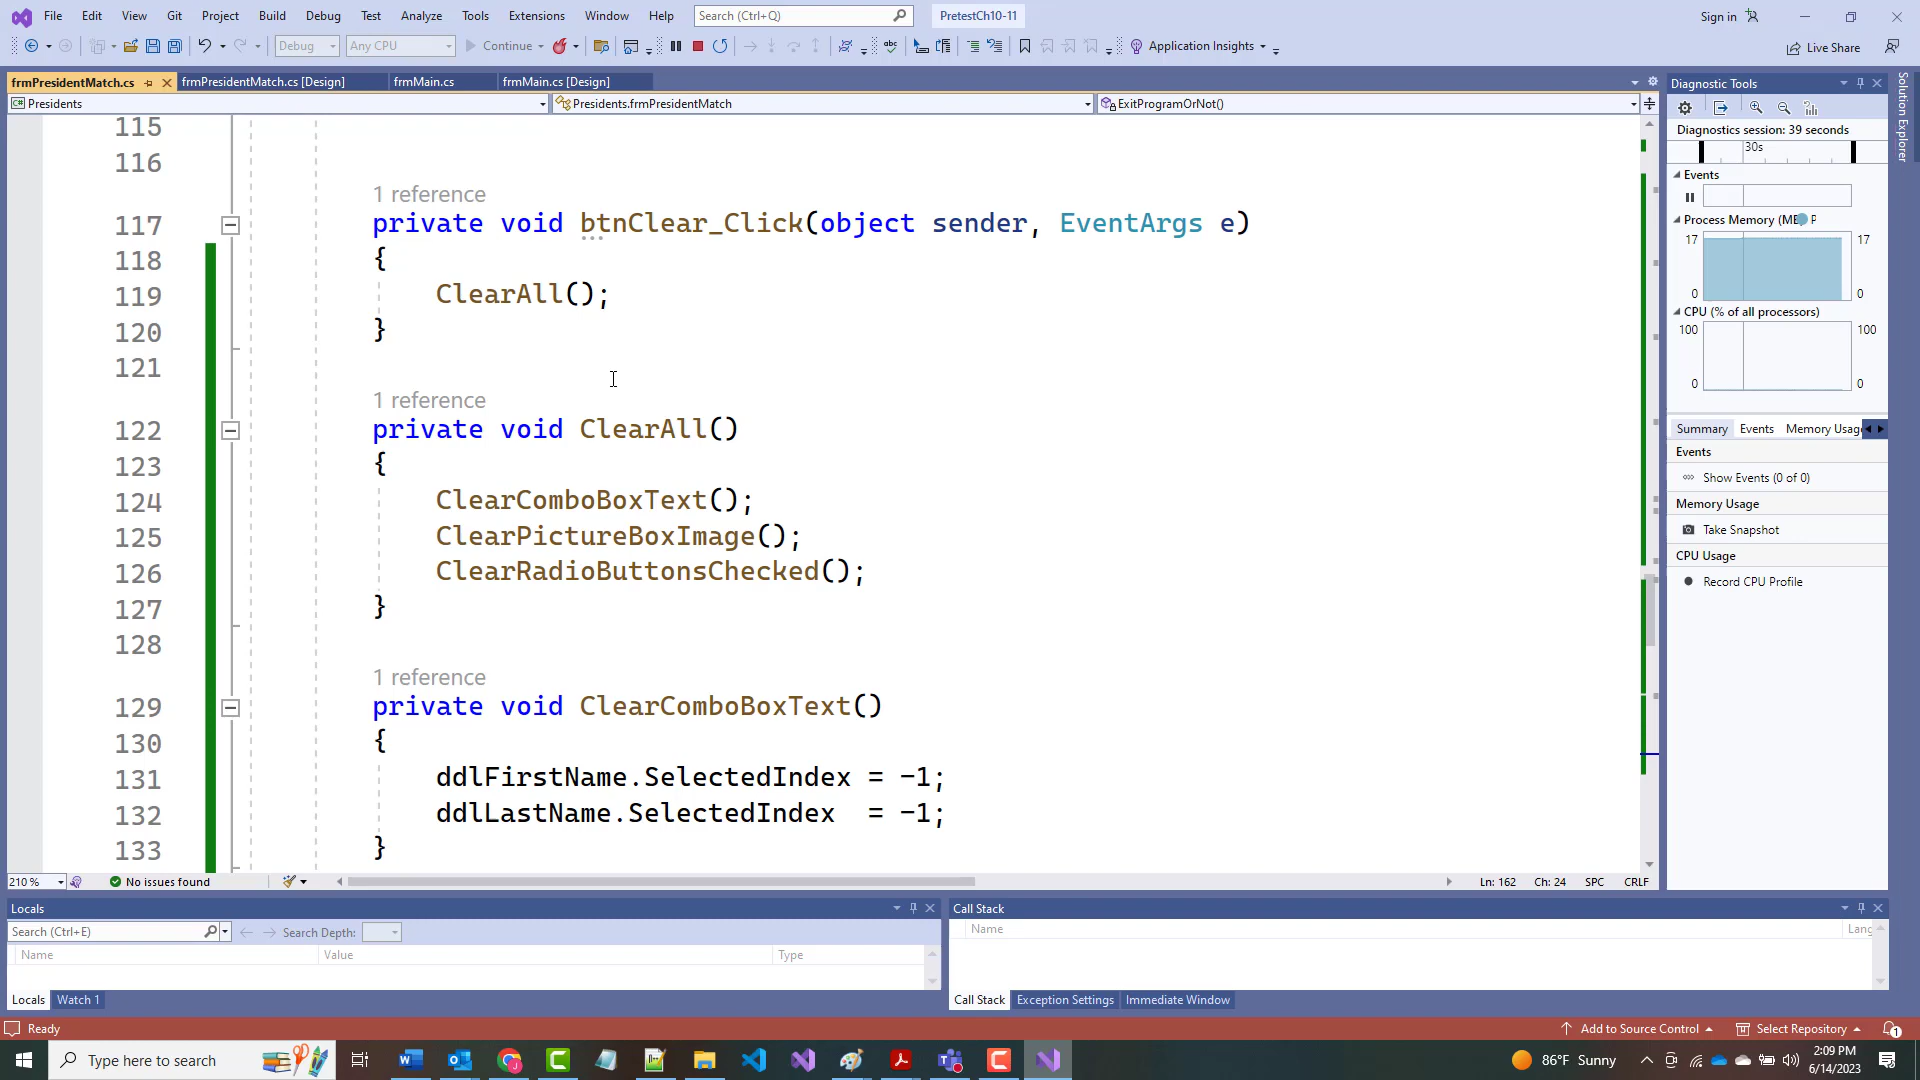 File Edit View Git Project Build Debug Test Analyze Tools Extensions Window Help Search (Ctrl+Q) PretestCh10-11 Sign in
Debug Any CPU Continue Application Insights Live Share
frmPresidentMatch.cs frmPresidentMatch.cs [Design] frmMain.cs frmMain.cs [Design]
Presidents Presidents.frmPresidentMatch ExitProgramOrNot()
115
116
1 reference
117 private void btnClear_Click(object sender, EventArgs e)
118 {
119 ClearAll();
120 }
121
1 reference
122 private void ClearAll()
123 {
124 ClearComboBoxText();
125 ClearPictureBoxImage();
126 ClearRadioButtonsChecked();
127 }
128
1 reference
129 private void ClearComboBoxText()
130 {
131 ddlFirstName.SelectedIndex = -1;
132 ddlLastName.SelectedIndex = -1;
133 }
210 % No issues found Ln: 162 Ch: 24 SPC CRLF
Diagnostic Tools
Diagnostics session: 39 seconds
30s
Events
Process Memory (MB P
17 17
0 0
CPU (% of all processors)
100 100
0 0
Summary Events Memory Usag
Events
Show Events (0 of 0)
Memory Usage
Take Snapshot
CPU Usage
Record CPU Profile
Solution Explorer
Locals
Search (Ctrl+E) Search Depth:
Name Value Type
Locals Watch 1
Call Stack
Name Lang
Call Stack Exception Settings Immediate Window
Ready Add to Source Control Select Repository 1
Type here to search 86°F Sunny 2:09 PM
6/14/2023